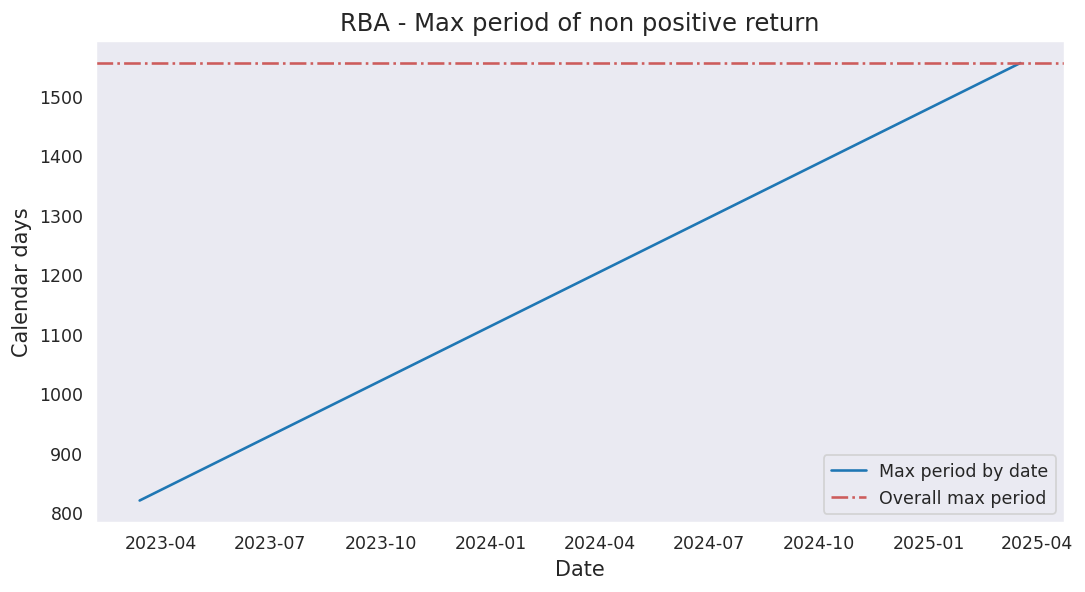 RBA - Max period of non positive return
Calendar days
1500
1400
1300
1200
1100
1000
900
800
Max period by date
Overall max period
2023-04 2023-07 2023-10 2024-01 2024-04 2024-07 2024-10 2025-01 2025-04
Date